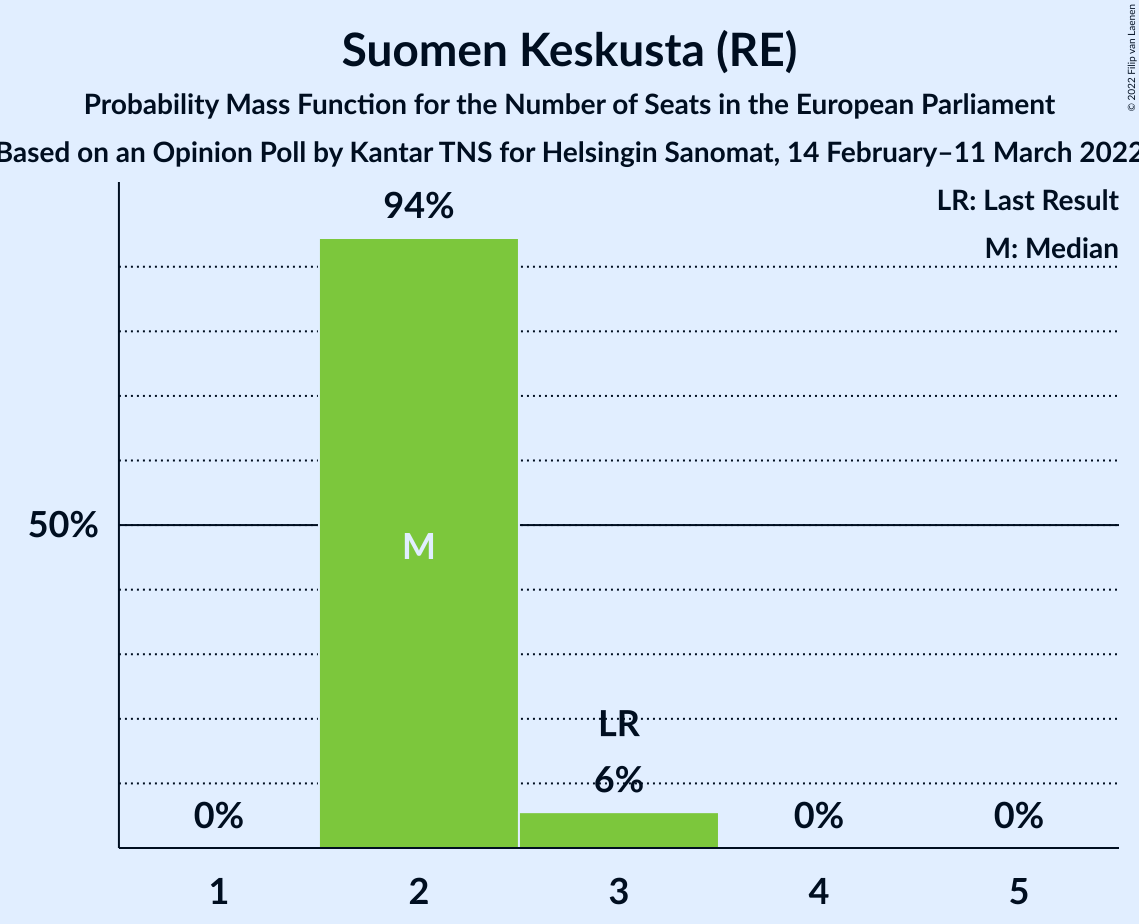 Suomen Keskusta (RE)
Probability Mass Function for the Number of Seats in the European Parliament
Based on an Opinion Poll by Kantar TNS for Helsingin Sanomat, 14 February–11 March 2022
© 2022 Filip van Laenen
LR: Last Result
M: Median
94%
50%
M
LR
6%
0%
0%
0%
1
2
3
4
5